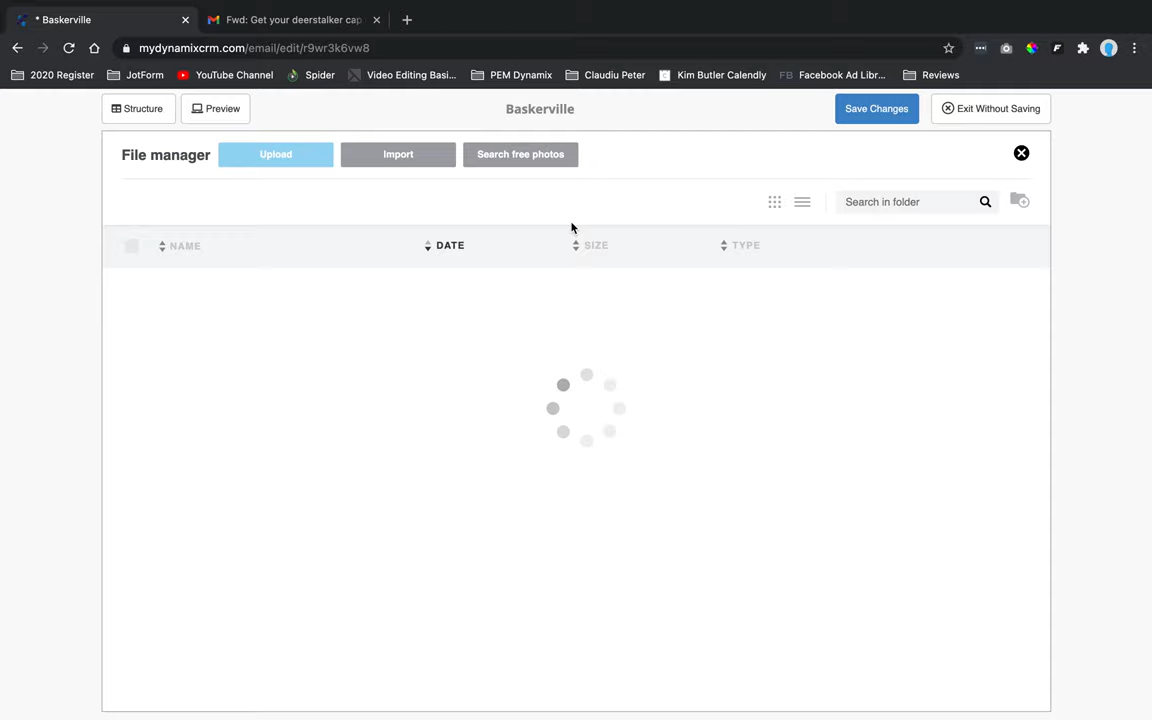 * Baskerville
Fwd: Get your deerstalker cap
mydynamixcrm.com/email/edit/r9wr3k6vw8
2020 Register
JotForm
YouTube Channel
Spider
Video Editing Basi...
PEM Dynamix
Claudiu Peter
Kim Butler Calendly
FB
Facebook Ad Libr...
Reviews
Structure
Preview
Baskerville
Save Changes
Exit Without Saving
File manager
Upload
Import
Search free photos
Search in folder
NAME
DATE
SIZE
TYPE